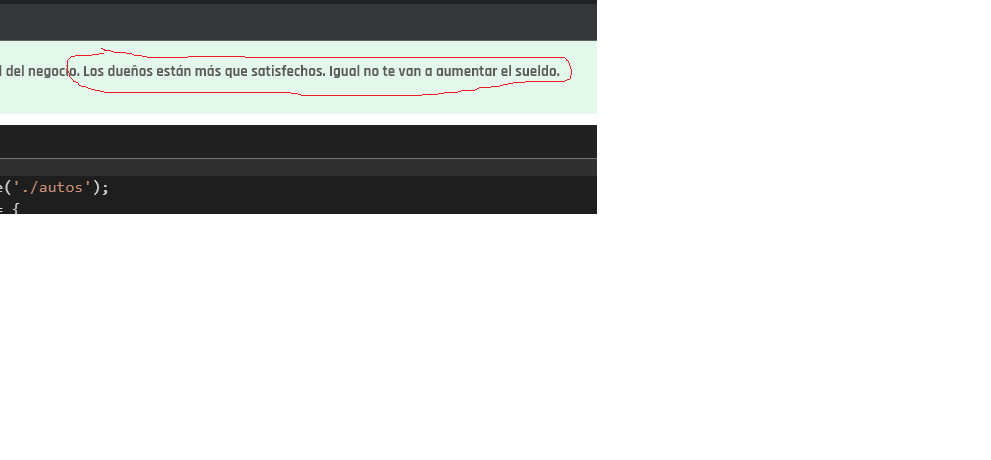 del negocio. Los dueños están más que satisfechos. Igual no te van a aumentar el sueldo.
('./autos');
= {